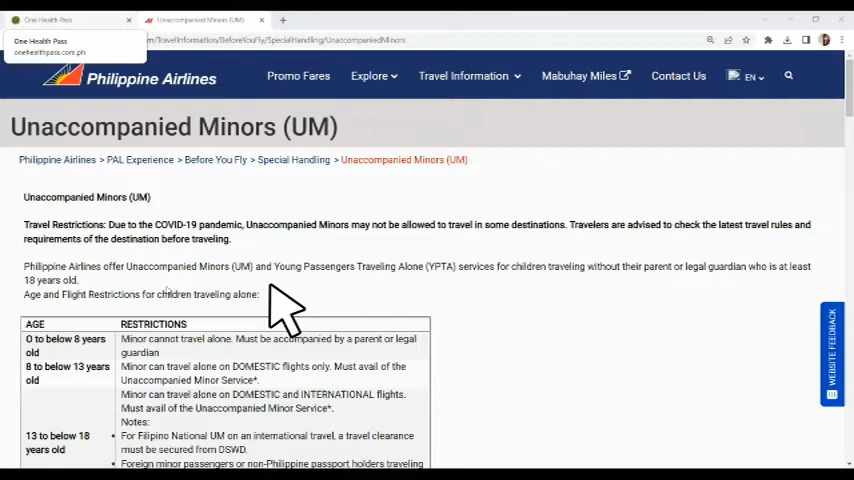 One Health Pass
Unaccompanied Minors (UM)
One Health Pass
onehealthpass.com.ph
m/TravelInformation/BeforeYouFly/SpecialHandling/UnaccompaniedMinors
Philippine Airlines
Promo Fares
Explore
Travel Information
Mabuhay Miles
Contact Us
EN
Unaccompanied Minors (UM)
Philippine Airlines > PAL Experience > Before You Fly > Special Handling > Unaccompanied Minors (UM)
Unaccompanied Minors (UM)
Travel Restrictions: Due to the COVID-19 pandemic, Unaccompanied Minors may not be allowed to travel in some destinations. Travelers are advised to check the latest travel rules and
requirements of the destination before traveling.
Philippine Airlines offer Unaccompanied Minors (UM) and Young Passengers Traveling Alone (YPTA) services for children traveling without their parent or legal guardian who is at least
18 years old.
Age and Flight Restrictions for children traveling alone:
AGE
RESTRICTIONS
0 to below 8 years
old
Minor cannot travel alone. Must be accompanied by a parent or legal
guardian
8 to below 13 years
old
Minor can travel alone on DOMESTIC flights only. Must avail of the
Unaccompanied Minor Service*.
13 to below 18
years old
Minor can travel alone on DOMESTIC and INTERNATIONAL flights.
Must avail of the Unaccompanied Minor Service*.
Notes:
• For Filipino National UM on an international travel, a travel clearance
must be secured from DSWD.
• Foreign minor passengers or non-Philippine passport holders traveling
WEBSITE FEEDBACK